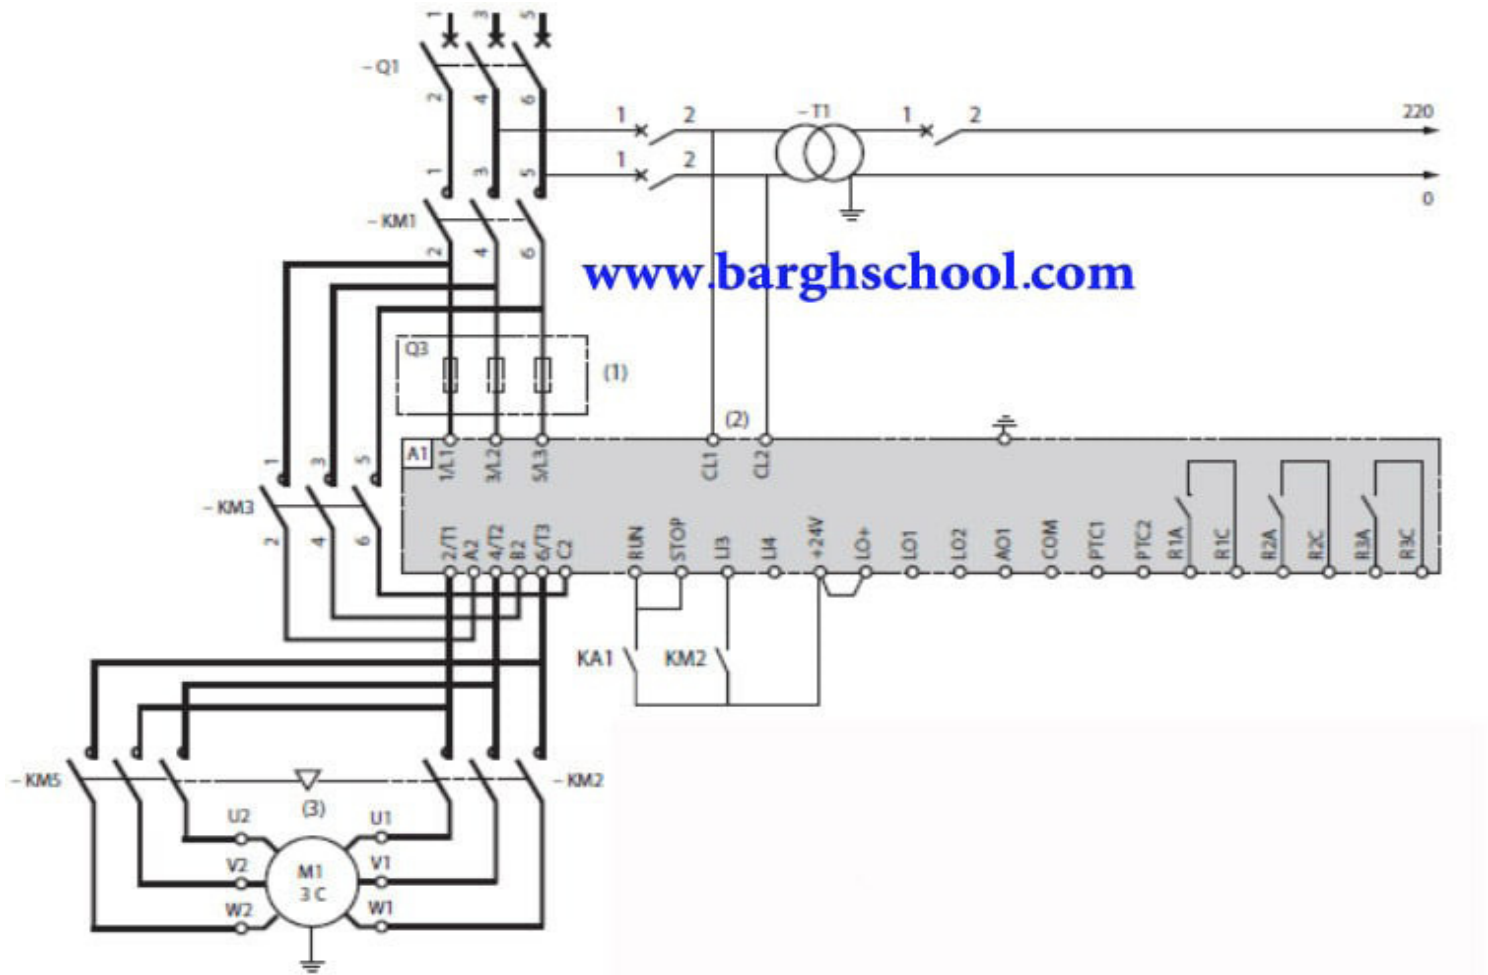 1 3 5
– Q1
2 4 6
1 2 – T1 1 2 220
1 2
0
1 3 5
– KM1
2 4 6
www.barghschool.com
Q3
(1)
(2)
A1
1/L1 3/L2 5/L3 CL1 CL2
1 3 5
– KM3
2 4 6
2/T1 A2 4/T2 B2 6/T3 C2 RUN STOP LI3 LI4 +24V LO+ LO1 LO2 AO1 COM PTC1 PTC2 R1A R1C R2A R2C R3A R3C
KA1 KM2
– KM5 – KM2
(3)
U2 U1
V2 V1
M1
3 C
W2 W1